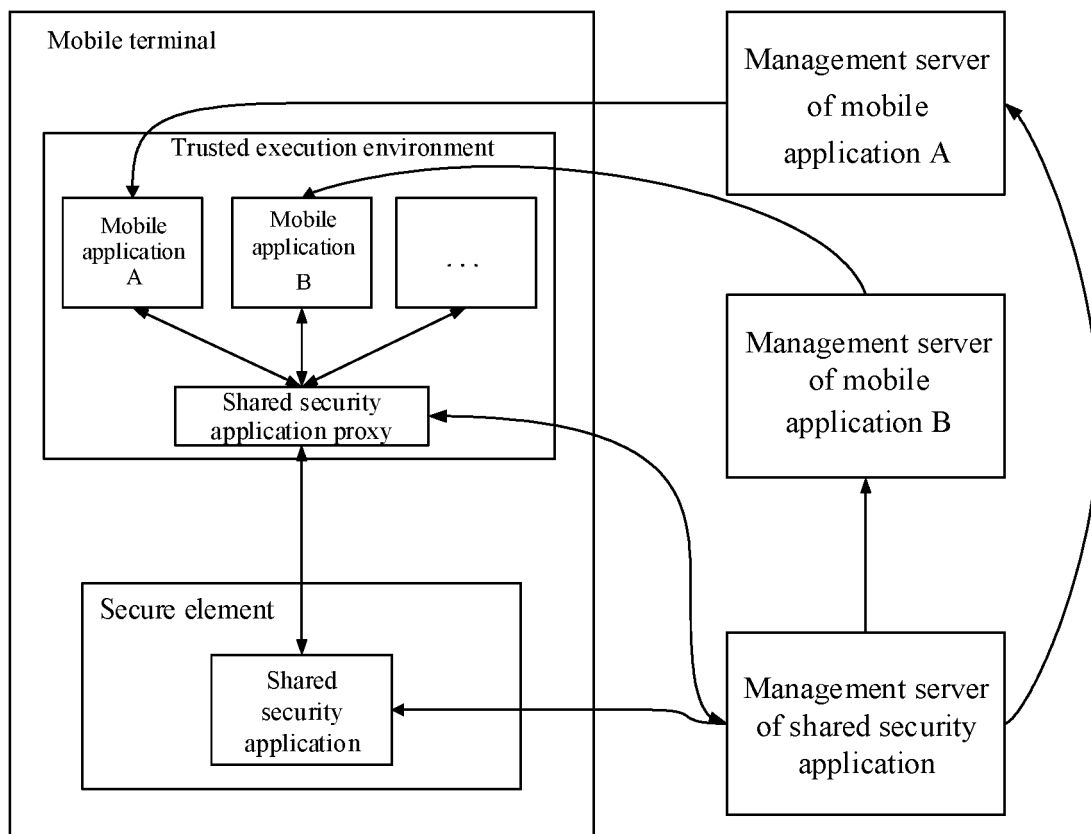 Mobile terminal
Trusted execution environment
Mobile
application
A
Mobile
application
B
...
Shared security
application proxy
Secure element
Shared
security
application
Management server
of mobile
application A
Management server
of mobile
application B
Management server
of shared security
application